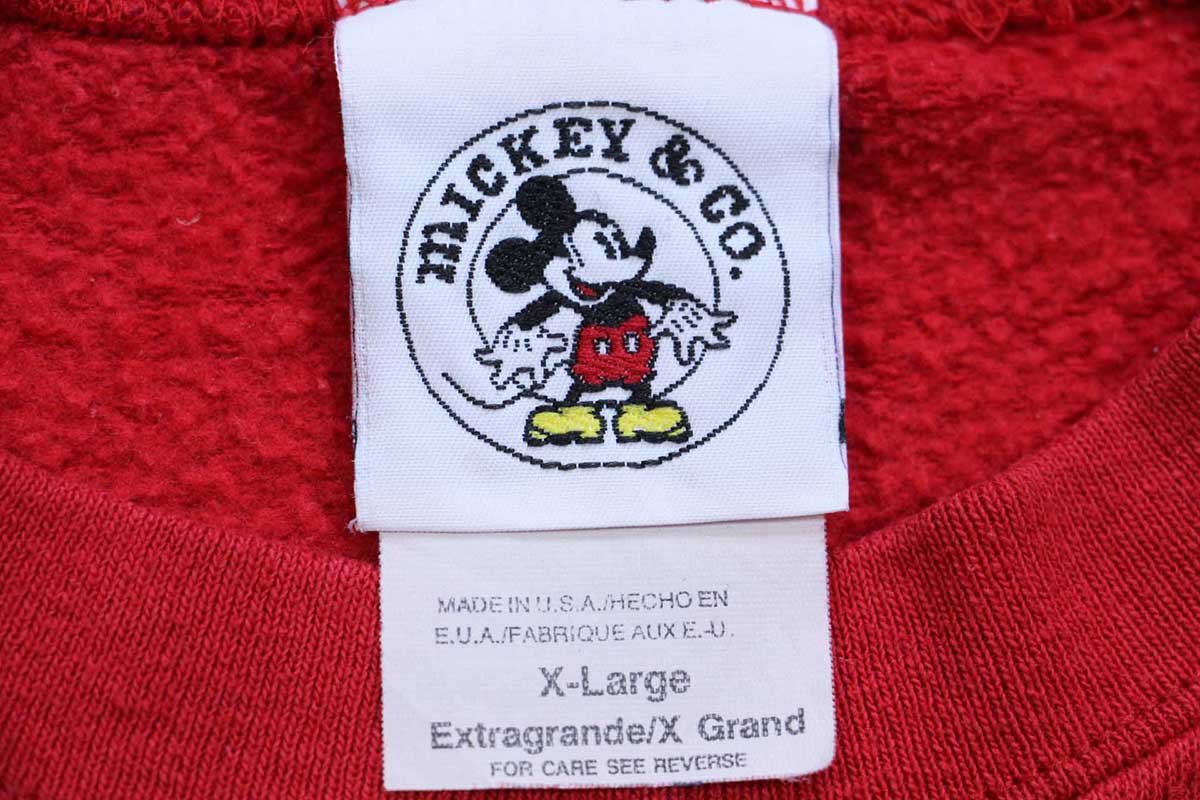 mICKEY & CO.
MADE IN U.S.A./HECHO EN
E.U.A./FABRIQUE AUX E.-U.
X-Large
Extragrande/X Grand
FOR CARE SEE REVERSE